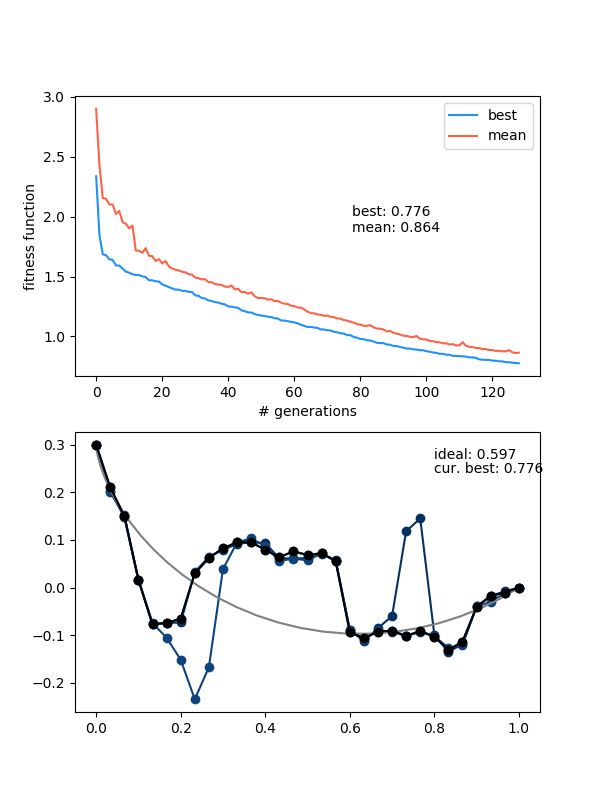 3.0
2.5
2.0
1.5
1.0
fitness function
best
mean
best: 0.776
mean: 0.864
0 20 40 60 80 100 120
# generations
0.3
0.2
0.1
0.0
−0.1
−0.2
ideal: 0.597
cur. best: 0.776
0.0 0.2 0.4 0.6 0.8 1.0